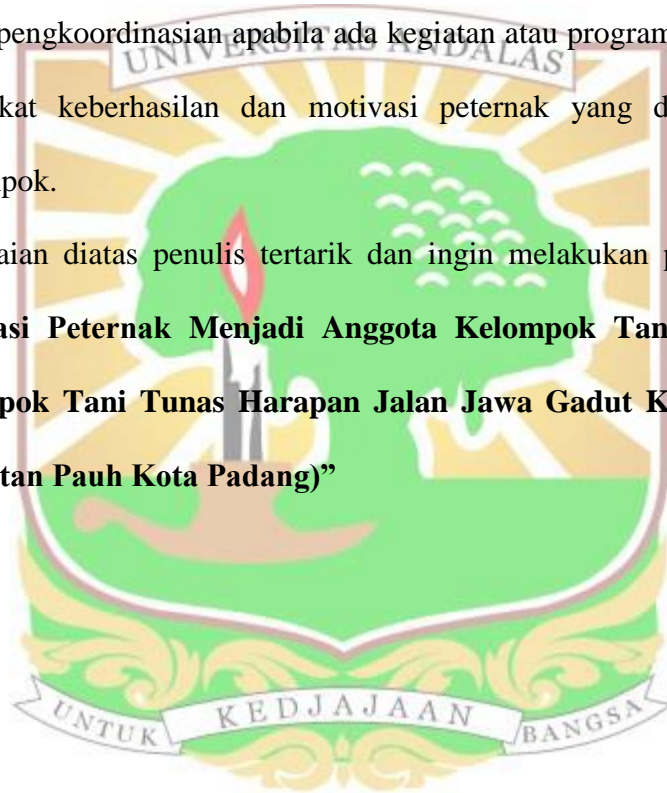 pengkoordinasian apabila ada kegiatan atau program
UNIVERSITAS ANDALAS
kat keberhasilan dan motivasi peternak yang d
pok.
aian diatas penulis tertarik dan ingin melakukan p
asi Peternak Menjadi Anggota Kelompok Tan
pok Tani Tunas Harapan Jalan Jawa Gadut K
tan Pauh Kota Padang)”
UNTUK KEDJAJAAN BANGSA